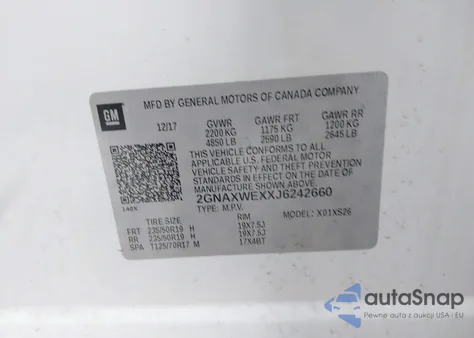 GM
MFD BY GENERAL MOTORS OF CANADA COMPANY
12/17 GVWR GAWR FRT GAWR RR
2200 KG 1175 KG 1200 KG
4850 LB 2590 LB 2645 LB
THIS VEHICLE CONFORMS TO ALL
APPLICABLE U.S. FEDERAL MOTOR
VEHICLE SAFETY AND THEFT PREVENTION
STANDARDS IN EFFECT ON THE DATE OF
MANUFACTURE SHOWN ABOVE.
2GNAXWEXXJ6242660
TYPE: M.P.V. MODEL: X01XS26
TIRE SIZE RIM
FRT 235/50R19 H 19X7.5J
RR 235/50R19 H 19X7.5J
SPA T125/70R17 M 17X4BT
autoSnap
Pewne auto z USA i EU